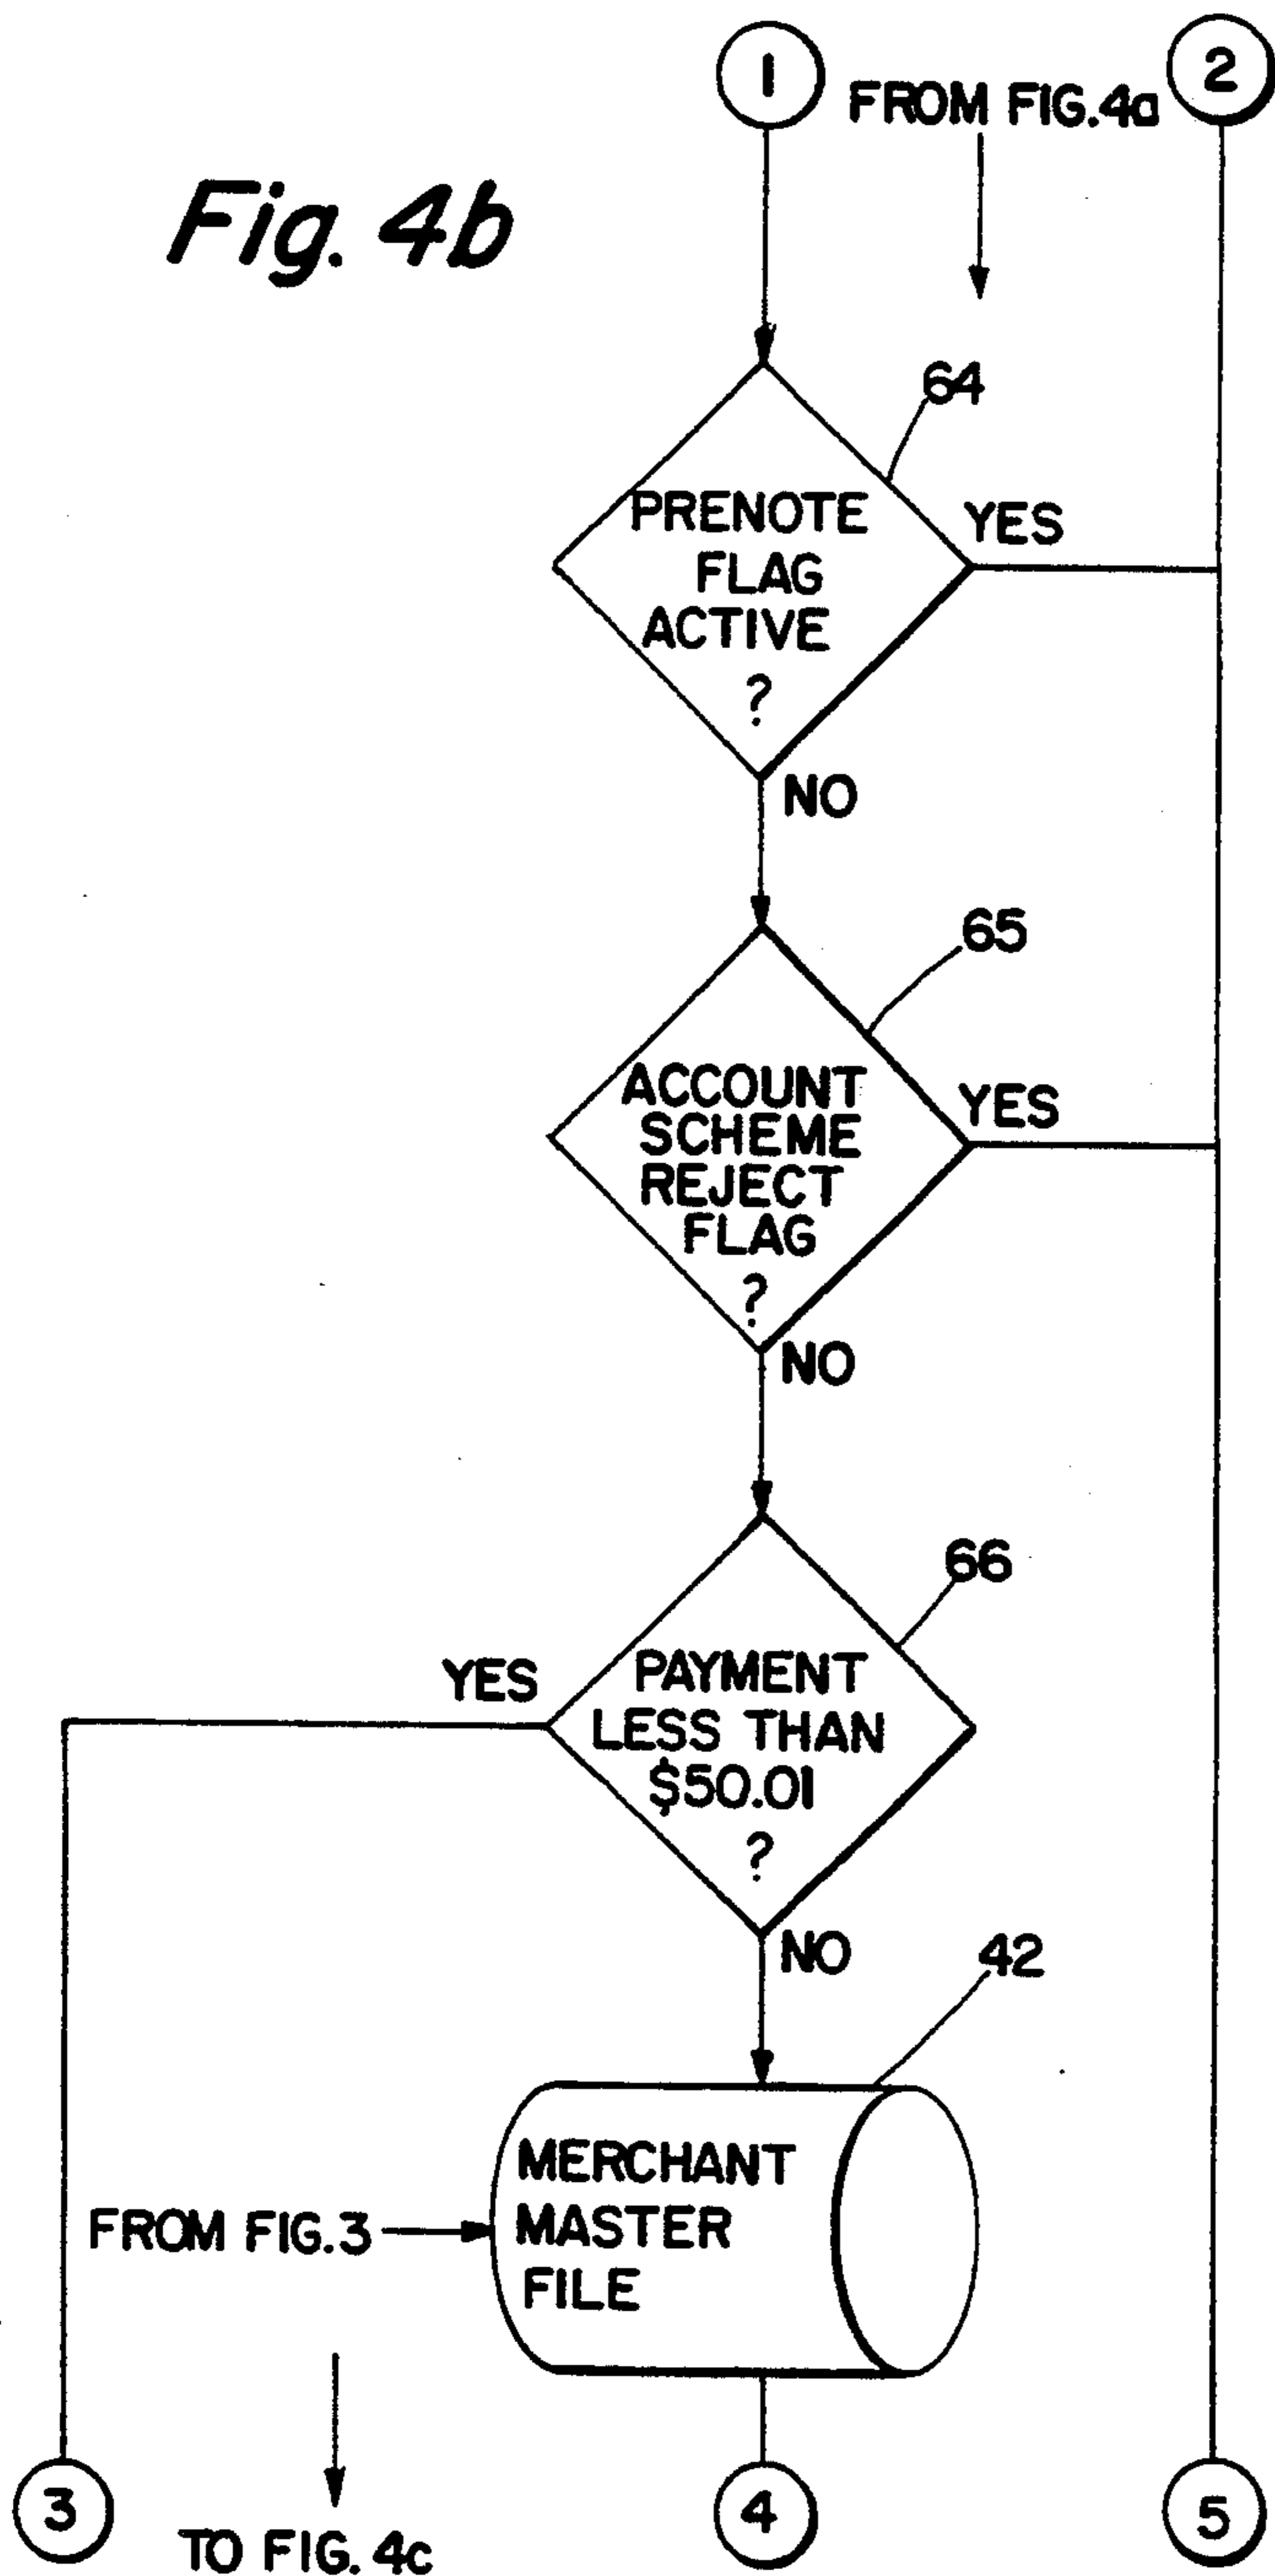 1
FROM FIG.4a
2
Fig. 4b
64
PRENOTE
FLAG
ACTIVE
?
YES
NO
65
ACCOUNT
SCHEME
REJECT
FLAG
?
YES
NO
66
YES
PAYMENT
LESS THAN
$50.01
?
NO
42
MERCHANT
MASTER
FILE
FROM FIG.3
3
TO FIG. 4c
4
5